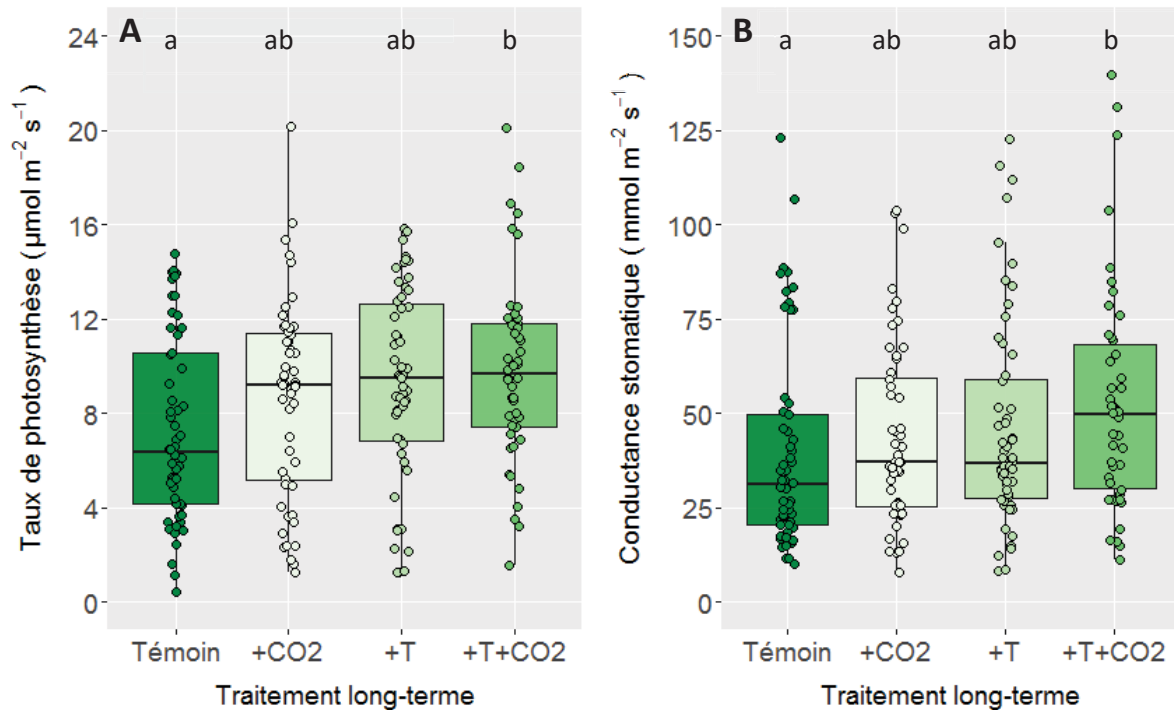 A
a ab ab b
24
20
16
12
8
4
0
Taux de photosynthèse ( µmol m⁻² s⁻¹ )
Témoin +CO2 +T +T+CO2
Traitement long-terme
B
a ab ab b
150
125
100
75
50
25
0
Conductance stomatique ( mmol m⁻² s⁻¹ )
Témoin +CO2 +T +T+CO2
Traitement long-terme